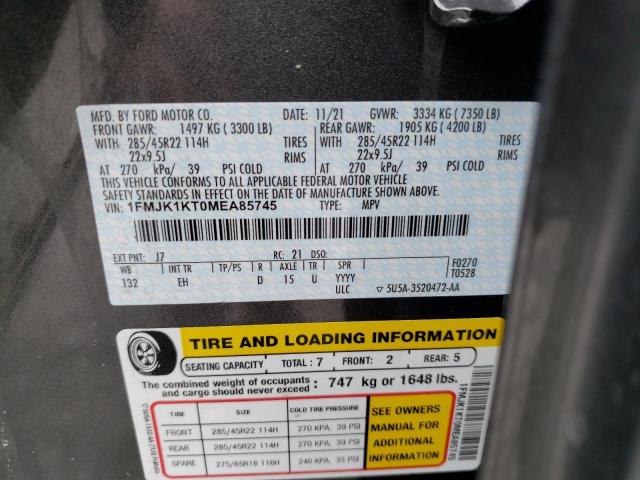 MFD. BY FORD MOTOR CO.
DATE: 11/21 GVWR: 3334 KG (7350 LB)
FRONT GAWR: 1497 KG (3300 LB) REAR GAWR: 1905 KG (4200 LB)
WITH 285/45R22 114H TIRES WITH 285/45R22 114H TIRES
22x9.5J RIMS 22x9.5J RIMS
AT 270 kPa/ 39 PSI COLD AT 270 kPa/ 39 PSI COLD
THIS VEHICLE CONFORMS TO ALL APPLICABLE FEDERAL MOTOR VEHICLE
SAFETY STANDARDS IN EFFECT ON THE DATE OF MANUFACTURE SHOWN ABOVE.
VIN: 1FMJK1KT0MEA85745 TYPE: MPV
EXT PNT: J7 RC: 21 DSO: F0270
WB INT TR TP/PS R AXLE TR SPR T0528
132 EH D 15 U YYYY
ULC ▽ 5U5A-3520472-AA
TIRE AND LOADING INFORMATION
SEATING CAPACITY TOTAL: 7 FRONT: 2 REAR: 5
The combined weight of occupants and cargo should never exceed: 747 kg or 1648 lbs.
TIRE SIZE COLD TIRE PRESSURE
FRONT 285/45R22 114H 270 KPA, 39 PSI
REAR 285/45R22 114H 270 KPA, 39 PSI
SPARE 275/65R18 116H 240 KPA, 35 PSI
SEE OWNERS
MANUAL FOR
ADDITIONAL
INFORMATION
1FMJK1KT0MEA85745